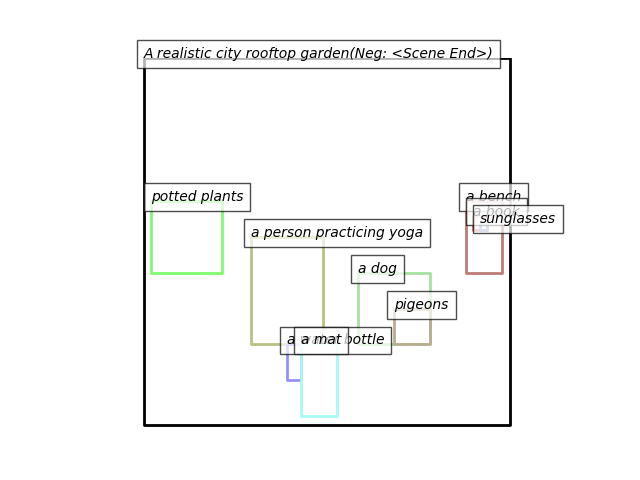 A realistic city rooftop garden(Neg: <Scene End>)
potted plants
a bench
a book
sunglasses
a person practicing yoga
a dog
pigeons
a mat
bottle